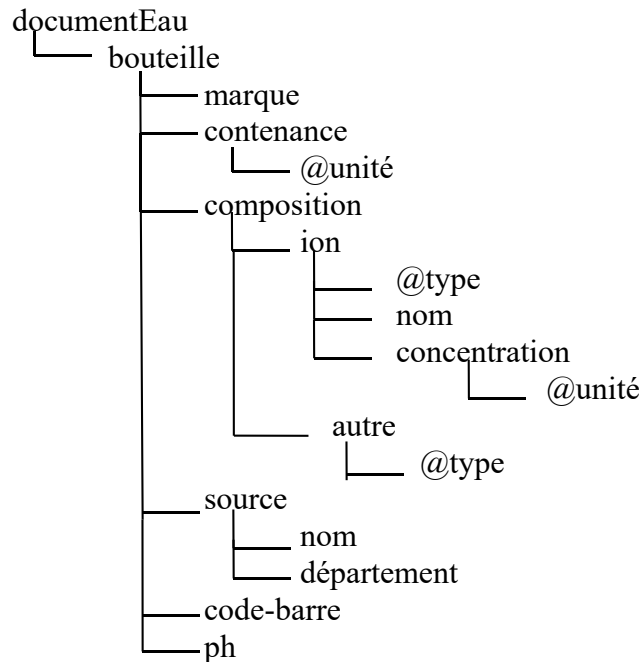 documentEau
bouteille
marque
contenance
@unité
composition
ion
@type
nom
concentration
@unité
autre
@type
source
nom
département
code-barre
ph